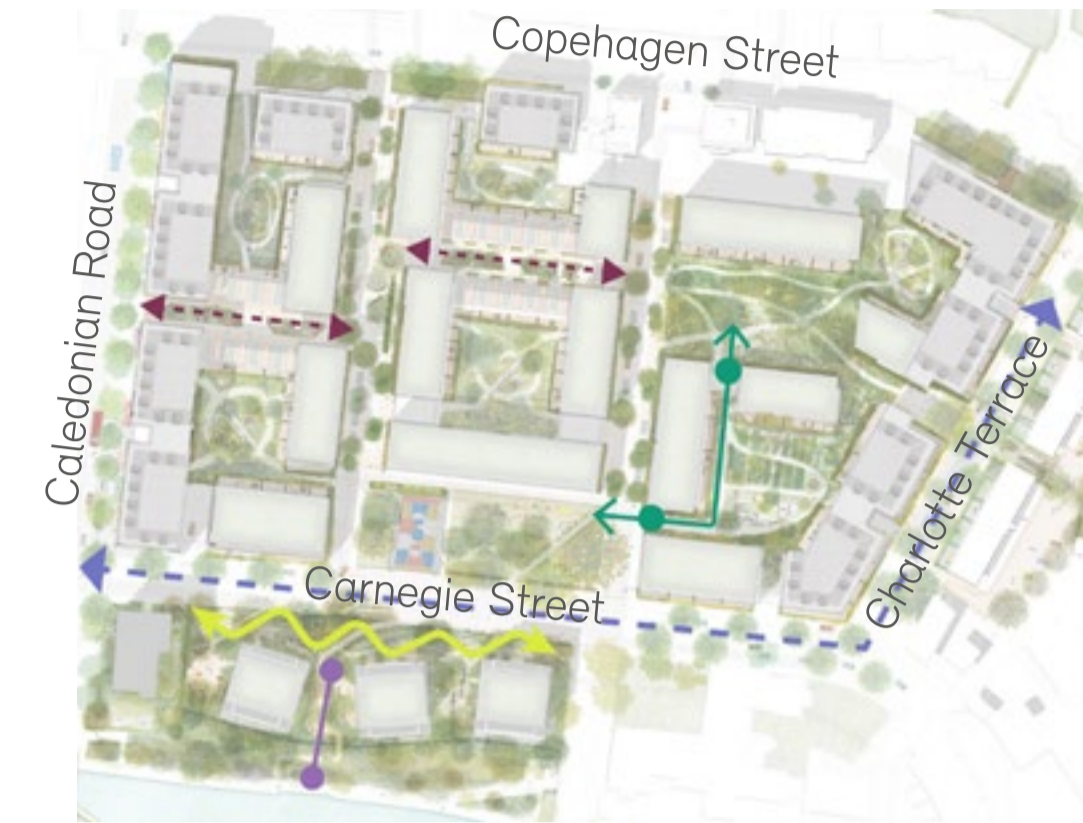 Copehagen Street
Caledonian Road
Charlotte Terrace
Carnegie Street